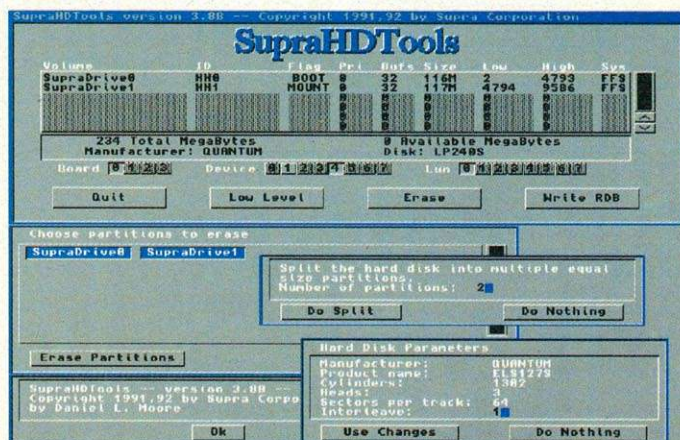 SupraHDTools version 3.88 -- Copyright 1991,92 by Supra Corporation
SupraHDTools
Volume ID Flag Pri Bufs Size Low High Sys
SupraDrive0 HH0 BOOT 0 32 116M 2 4793 FFS
SupraDrive1 HH1 MOUNT 0 32 117M 4794 9586 FFS
0
0
0
0
234 Total MegaBytes 0 Available MegaBytes
Manufacturer: QUANTUM Disk: LP240S
Board 0 1 2 3 Device 0 1 2 3 4 5 6 7 Lun 0 1 2 3 4 5 6 7
Quit Low Level Erase Write RDB
Choose partitions to erase
SupraDrive0 SupraDrive1
Split the hard disk into multiple equal
size partitions.
Number of partitions: 2
Do Split Do Nothing
Erase Partitions
Hard Disk Parameters
Manufacturer: QUANTUM
Product name: ELS127S
Cylinders: 1302
Heads: 3
Sectors per track: 64
Interleave: 1
Use Changes Do Nothing
SupraHDTools -- version 3.88 --
Copyright 1991,92 by Supra Corpo
by Daniel L. Moore
Ok